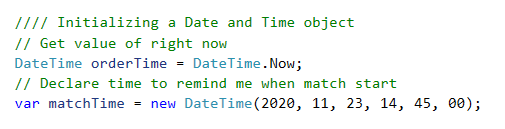 //// Initializing a Date and Time object
// Get value of right now
DateTime orderTime = DateTime.Now;
// Declare time to remind me when match start
var matchTime = new DateTime(2020, 11, 23, 14, 45, 00);